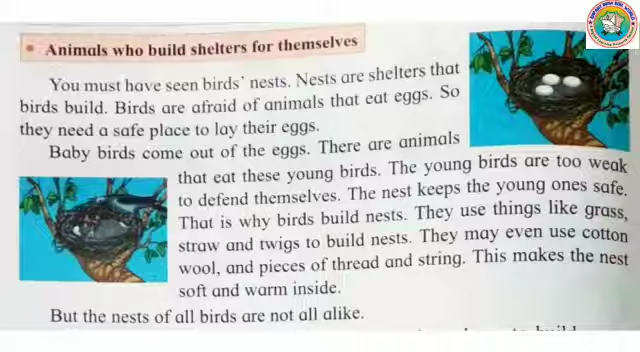 Animals who build shelters for themselves
You must have seen birds' nests. Nests are shelters that
birds build. Birds are afraid of animals that eat eggs. So
they need a safe place to lay their eggs.
Baby birds come out of the eggs. There are animals
that eat these young birds. The young birds are too weak
to defend themselves. The nest keeps the young ones safe.
That is why birds build nests. They use things like grass,
straw and twigs to build nests. They may even use cotton
wool, and pieces of thread and string. This makes the nest
soft and warm inside.
But the nests of all birds are not all alike.